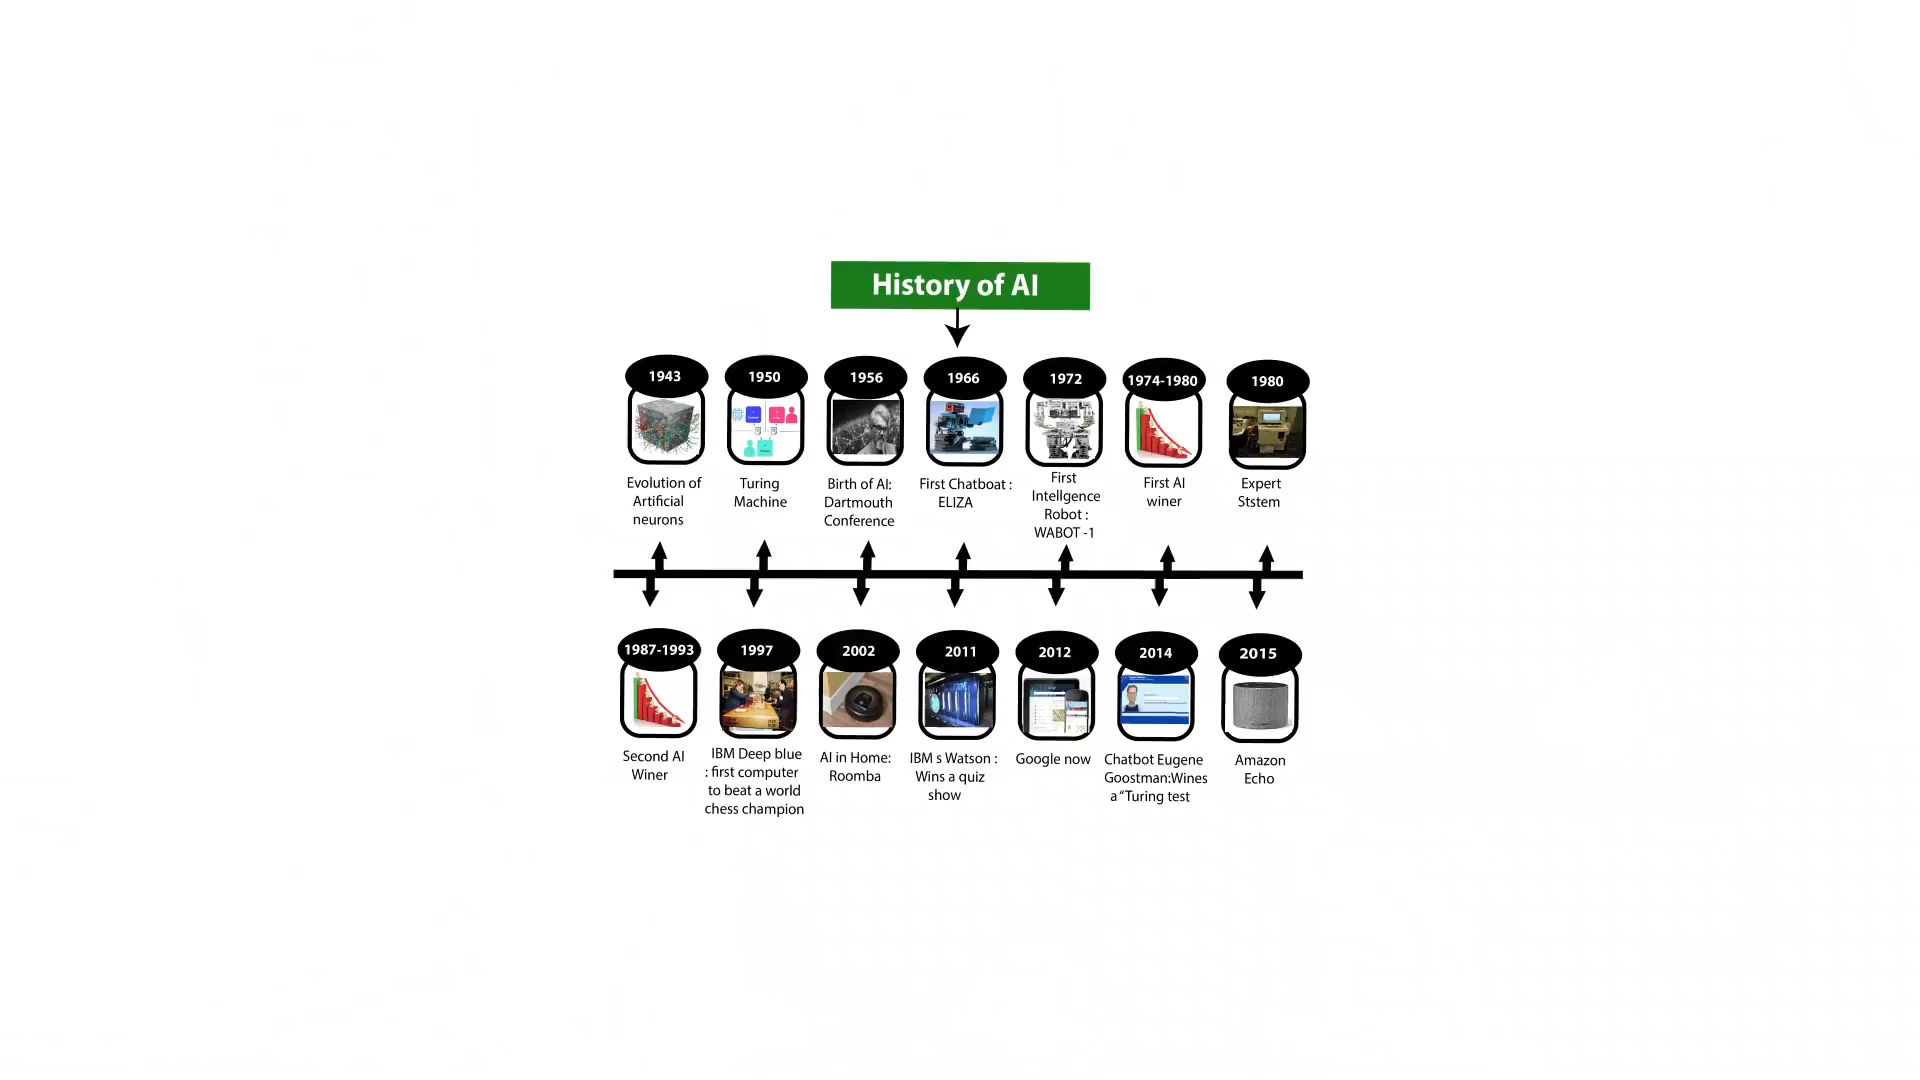 History of AI
1943
1950
1956
1966
1972
1974-1980
1980
Evolution of
Artificial
neurons
Turing
Machine
Birth of AI:
Dartmouth
Conference
First Chatboat :
ELIZA
First
Intellgence
Robot :
WABOT -1
First AI
winer
Expert
Ststem
1987-1993
1997
2002
2011
2012
2014
2015
Second AI
Winer
IBM Deep blue
: first computer
to beat a world
chess champion
AI in Home:
Roomba
IBM s Watson :
Wins a quiz
show
Google now
Chatbot Eugene
Goostman:Wines
a “Turing test
Amazon
Echo